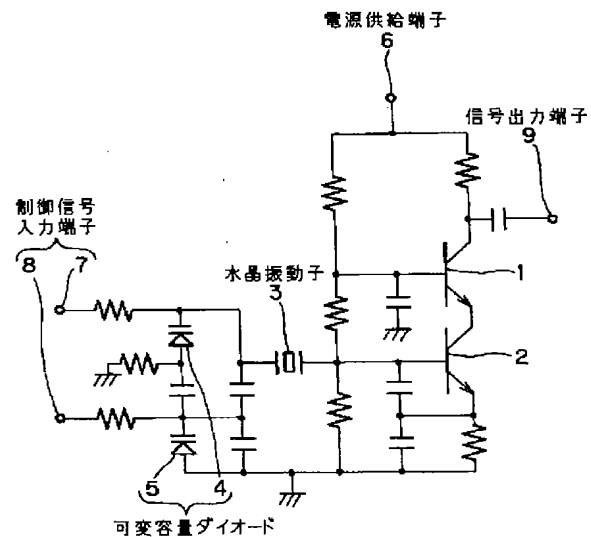 電源供給端子
6
信号出力端子
9
制御信号
入力端子
8 7
水晶振動子
3
1
2
5 4
可変容量ダイオード